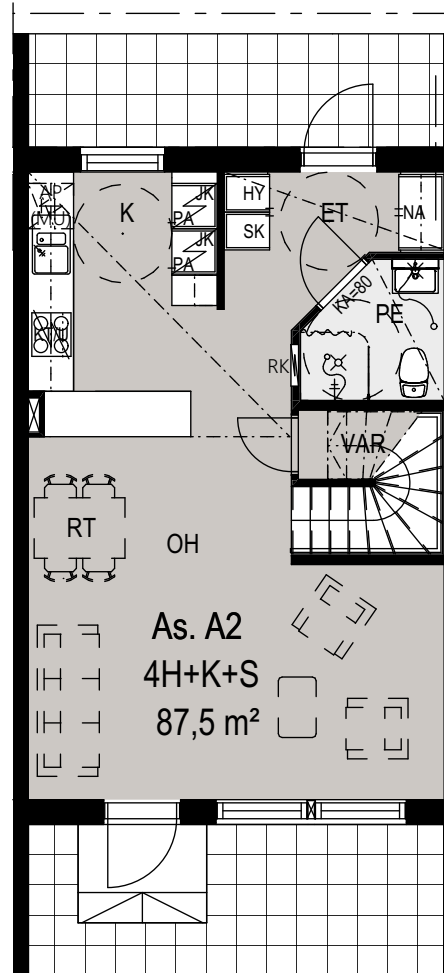 AP
(MU)
K
JK
PA
JK
PA
HY
SK
ET
NA
KA=80
PE
RK
VAR
RT
OH
As. A2
4H+K+S
87,5 m²